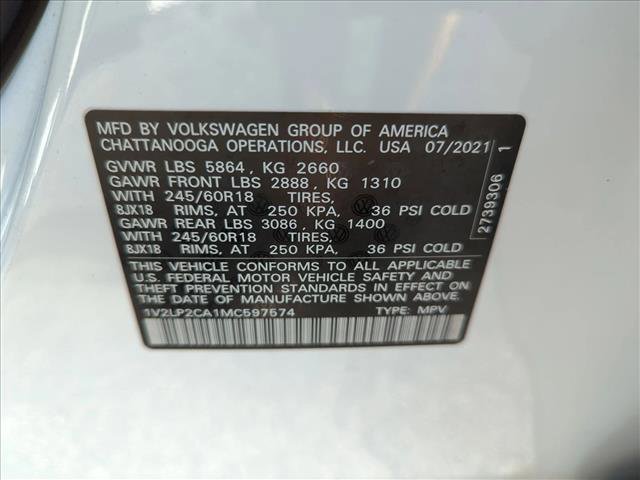 MFD BY VOLKSWAGEN GROUP OF AMERICA
CHATTANOOGA OPERATIONS, LLC. USA 07/2021
GVWR LBS 5864, KG 2660
GAWR FRONT LBS 2888, KG 1310
WITH 245/60R18 TIRES,
8JX18 RIMS, AT 250 KPA, 36 PSI COLD
GAWR REAR LBS 3086, KG 1400
WITH 245/60R18 TIRES,
8JX18 RIMS, AT 250 KPA, 36 PSI COLD
THIS VEHICLE CONFORMS TO ALL APPLICABLE
U.S. FEDERAL MOTOR VEHICLE SAFETY AND
THEFT PREVENTION STANDARDS IN EFFECT ON
THE DATE OF MANUFACTURE SHOWN ABOVE.
1V2LP2CA1MC597574 TYPE: MPV
2739306 1